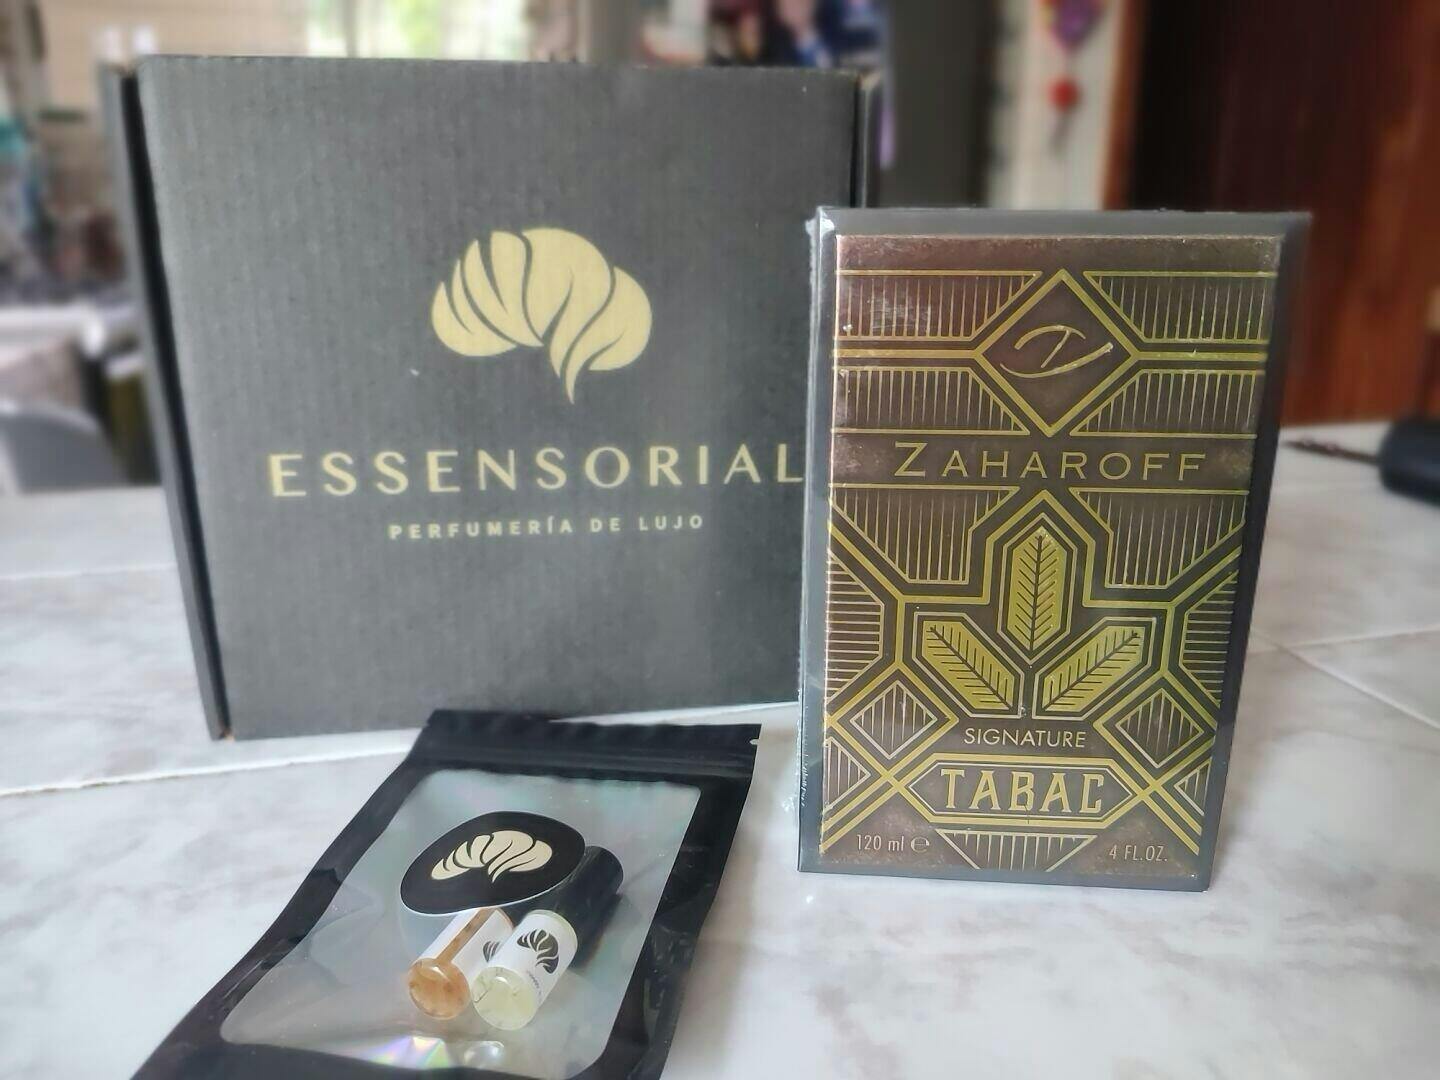 ESSENSORIAL
PERFUMERÍA DE LUJO
ZAHAROFF
SIGNATURE
TABAC
120 ml ℮
4 FL.OZ.